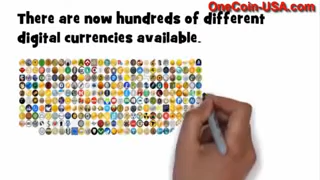 OneCoin-USA.com
There are now hundreds of different
digital currencies available.